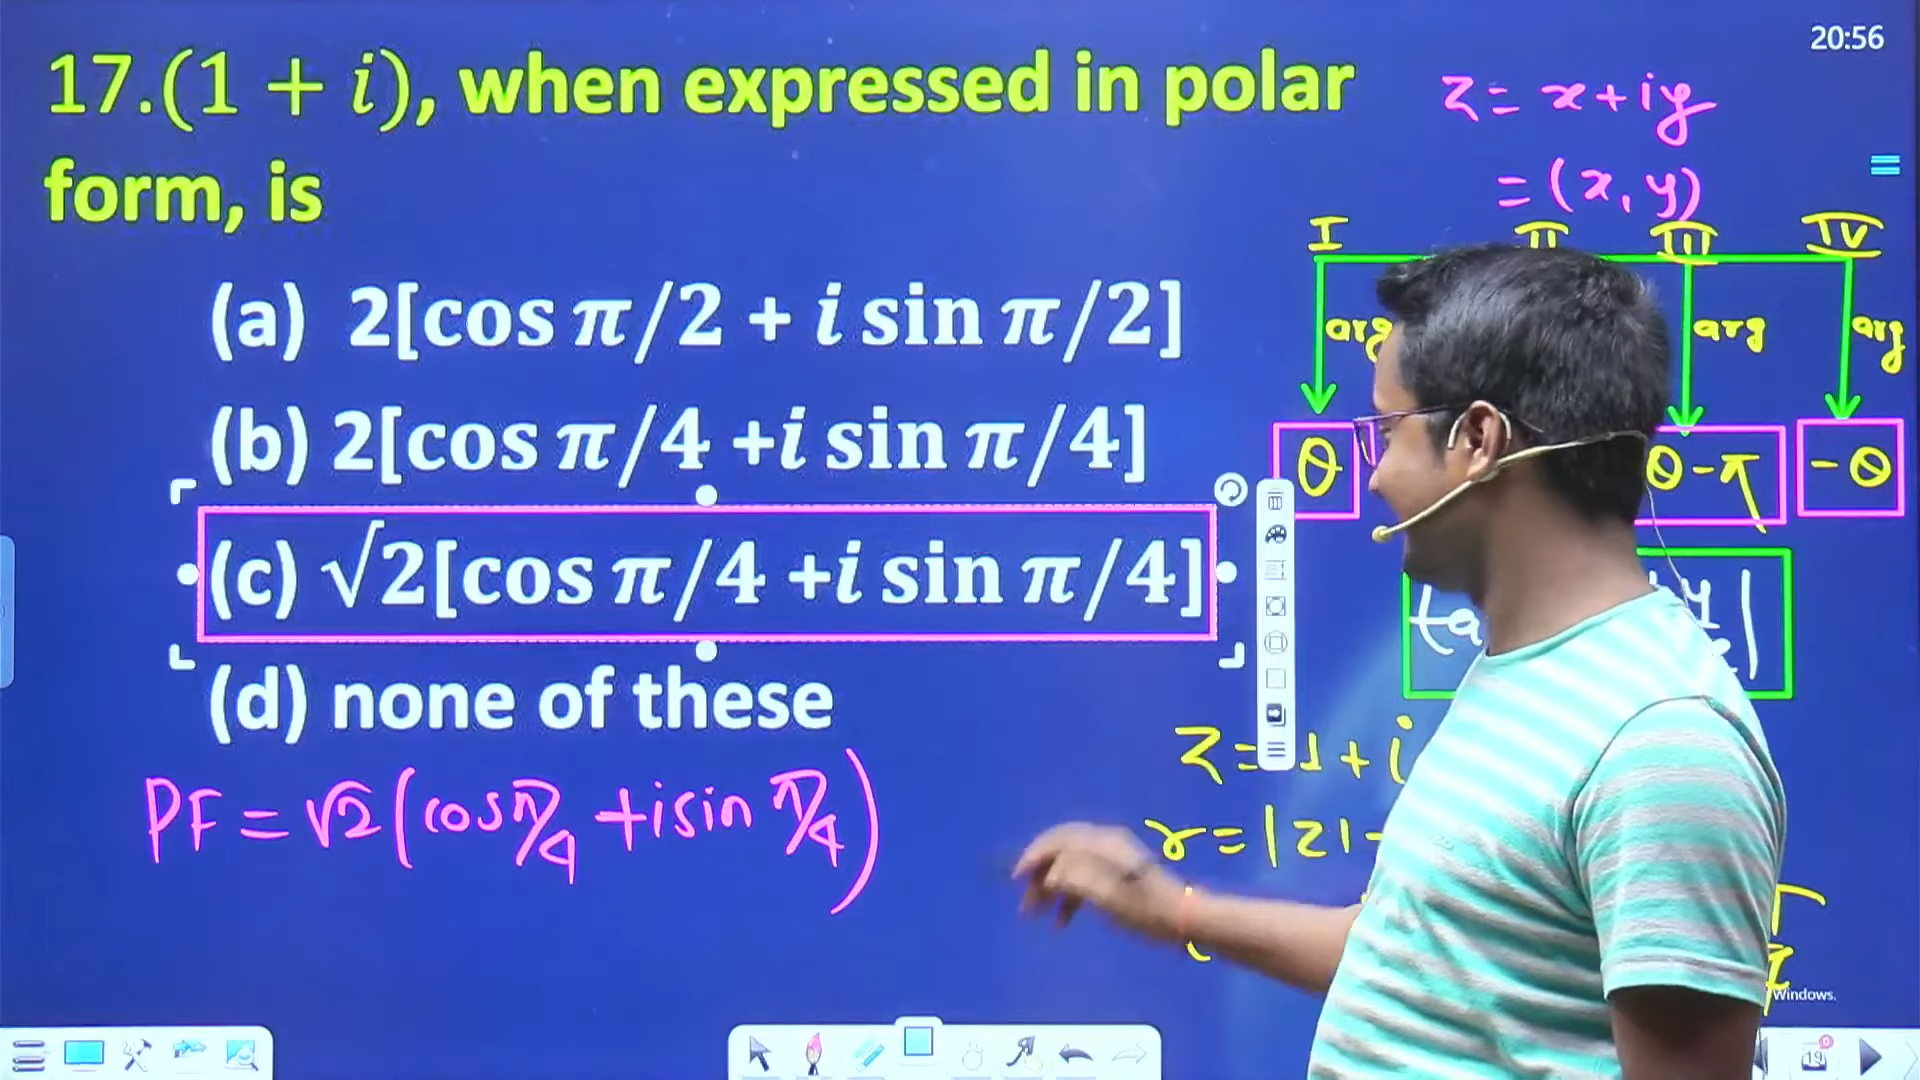 20:56
17.(1 + i), when expressed in polar
form, is
(a) 2[cos π/2 + i sin π/2]
(b) 2[cos π/4 +i sin π/4]
(c) √2[cos π/4 +i sin π/4]
(d) none of these
PF = √2(cos π/4 + i sin π/4)
z = x+iy
= (x, y)
I II III IV
arg arg arg
θ θ-π -θ
z = 1 + i
r = |z|
Windows.
19